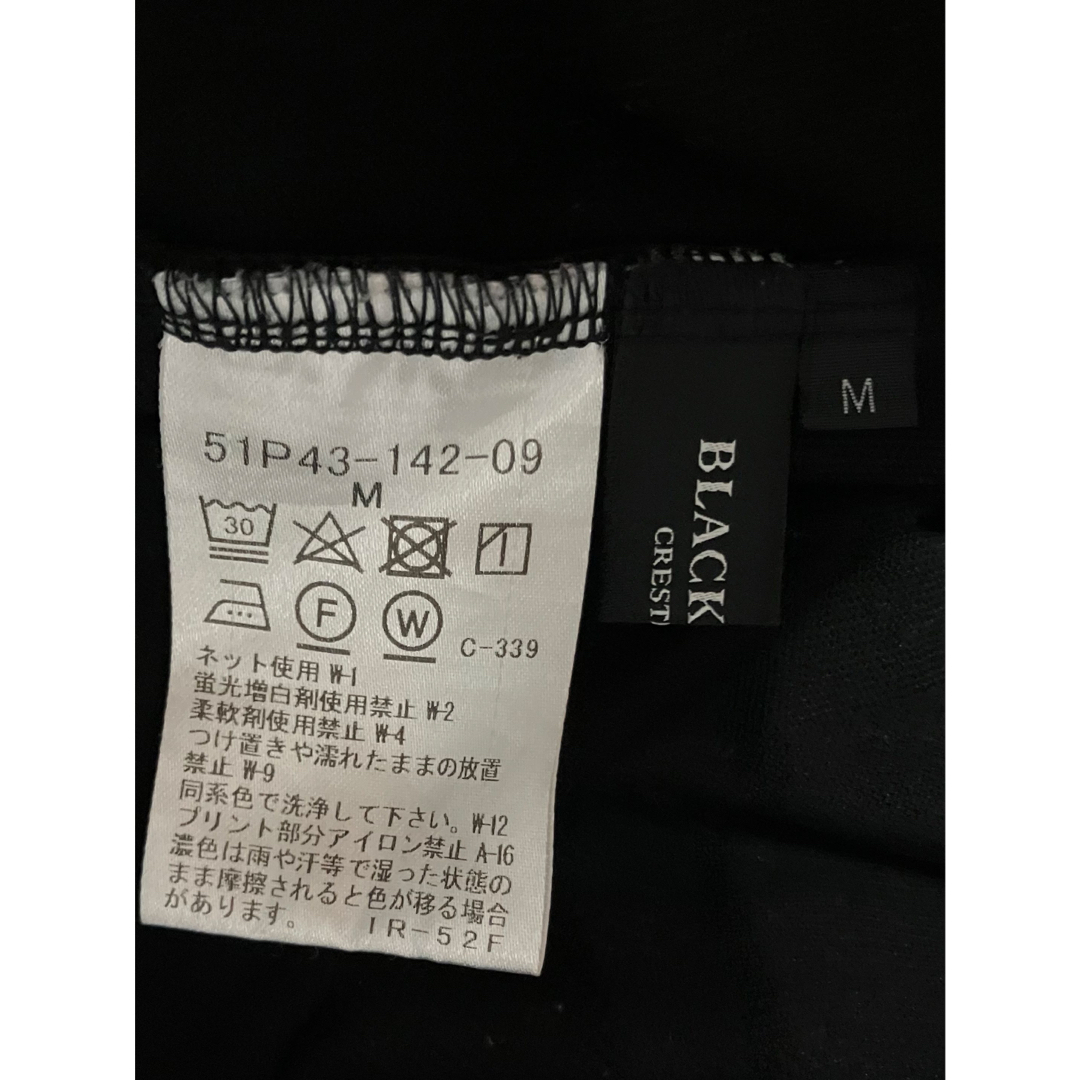 51P43-142-09
M
30
F W C-339
ネット使用 W-1
蛍光増白剤使用禁止 W-2
柔軟剤使用禁止 W-4
つけ置きや濡れたままの放置
禁止 W-9
同系色で洗浄して下さい。W-12
プリント部分アイロン禁止 A-16
濃色は雨や汗等で湿った状態の
まま摩擦されると色が移る場合
があります。 IR-52F
BLACK
CREST
M